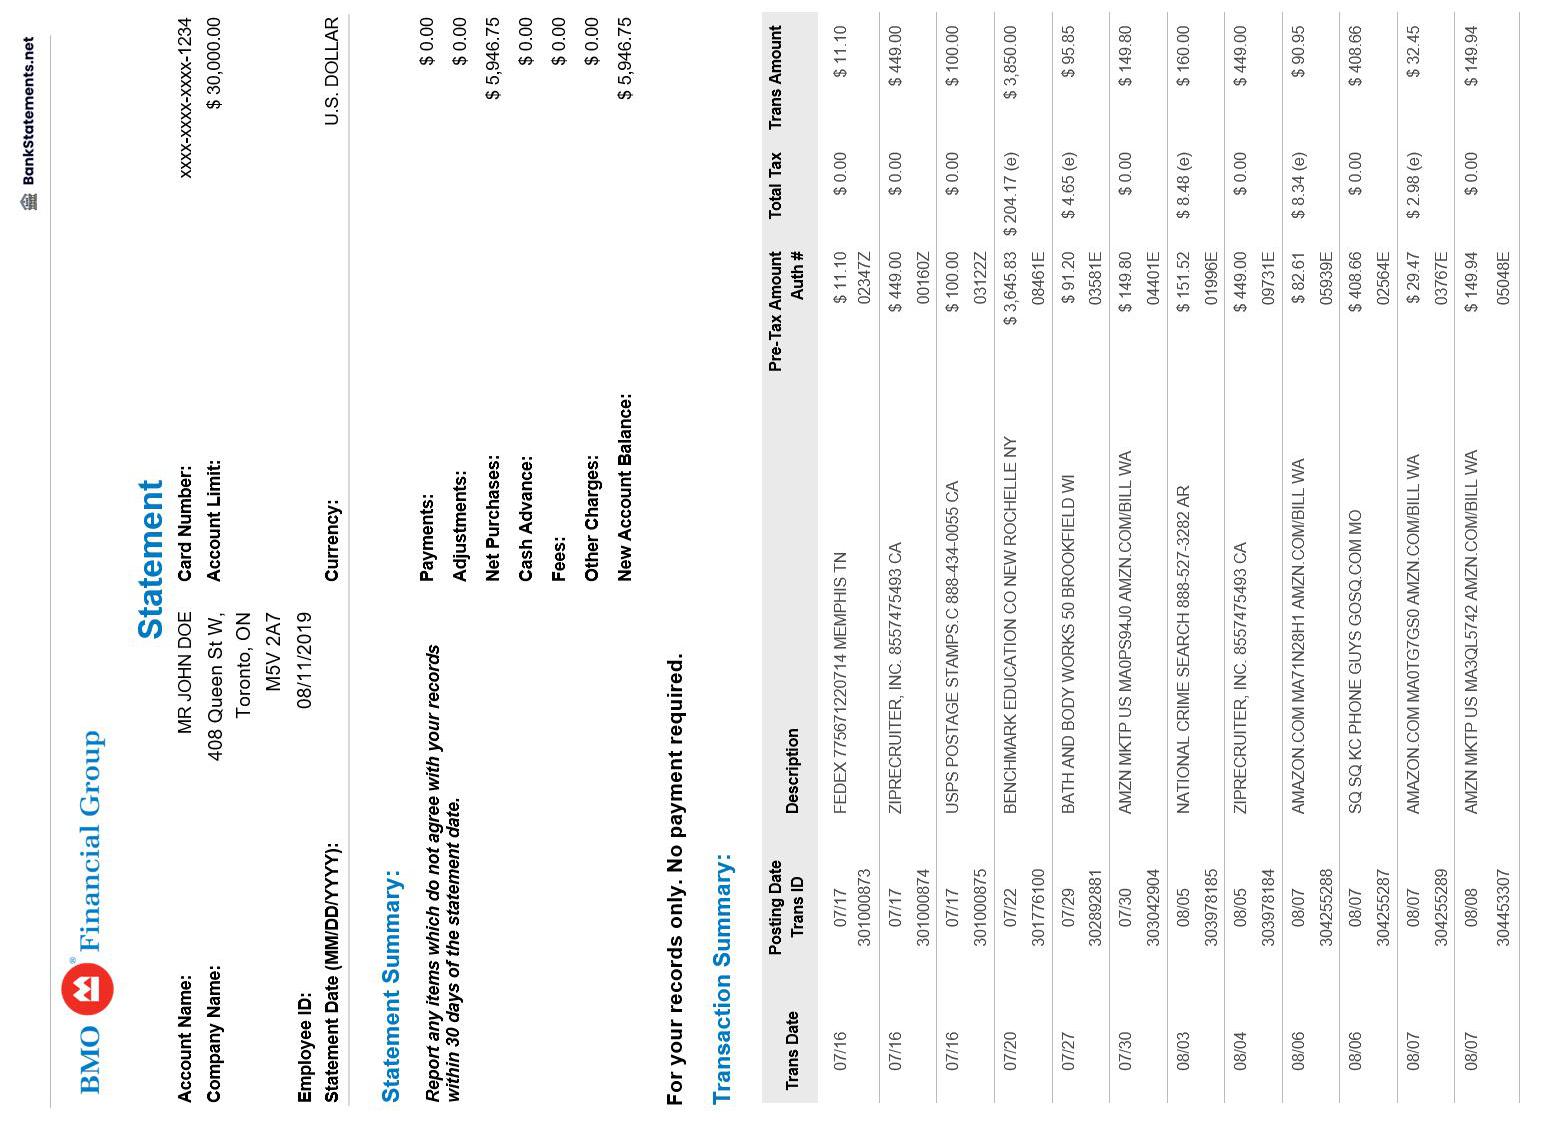 BankStatements.net
BMO Financial Group
Statement
Account Name: MR JOHN DOE Card Number: xxxx-xxxx-xxxx-1234
Company Name: 408 Queen St W, Account Limit: $ 30,000.00
Toronto, ON
M5V 2A7
Employee ID: 08/11/2019
Statement Date (MM/DD/YYYY): Currency: U.S. DOLLAR
Statement Summary:
Report any items which do not agree with your records
within 30 days of the statement date.
Payments: $ 0.00
Adjustments: $ 0.00
Net Purchases: $ 5,946.75
Cash Advance: $ 0.00
Fees: $ 0.00
Other Charges: $ 0.00
New Account Balance: $ 5,946.75
For your records only. No payment required.
Transaction Summary:
Trans Date Posting Date Description Pre-Tax Amount Total Tax Trans Amount
Trans ID Auth #
07/16 07/17 FEDEX 775671220714 MEMPHIS TN $ 11.10 $ 0.00 $ 11.10
301000873 02347Z
07/16 07/17 ZIPRECRUITER, INC. 8557475493 CA $ 449.00 $ 0.00 $ 449.00
301000874 00160Z
07/16 07/17 USPS POSTAGE STAMPS.C 888-434-0055 CA $ 100.00 $ 0.00 $ 100.00
301000875 03122Z
07/20 07/22 BENCHMARK EDUCATION CO NEW ROCHELLE NY $ 3,645.83 $ 204.17 (e) $ 3,850.00
301776100 08461E
07/27 07/29 BATH AND BODY WORKS 50 BROOKFIELD WI $ 91.20 $ 4.65 (e) $ 95.85
302892881 03581E
07/30 07/30 AMZN MKTP US MA0PS94J0 AMZN.COM/BILL WA $ 149.80 $ 0.00 $ 149.80
303042904 04401E
08/03 08/05 NATIONAL CRIME SEARCH 888-527-3282 AR $ 151.52 $ 8.48 (e) $ 160.00
303978185 01996E
08/04 08/05 ZIPRECRUITER, INC. 8557475493 CA $ 449.00 $ 0.00 $ 449.00
303978184 09731E
08/06 08/07 AMAZON.COM MA71N28H1 AMZN.COM/BILL WA $ 82.61 $ 8.34 (e) $ 90.95
304255288 05939E
08/06 08/07 SQ SQ KC PHONE GUYS GOSQ.COM MO $ 408.66 $ 0.00 $ 408.66
304255287 02564E
08/07 08/07 AMAZON.COM MA0TG7GS0 AMZN.COM/BILL WA $ 29.47 $ 2.98 (e) $ 32.45
304255289 03767E
08/07 08/08 AMZN MKTP US MA3QL5742 AMZN.COM/BILL WA $ 149.94 $ 0.00 $ 149.94
304453307 05048E